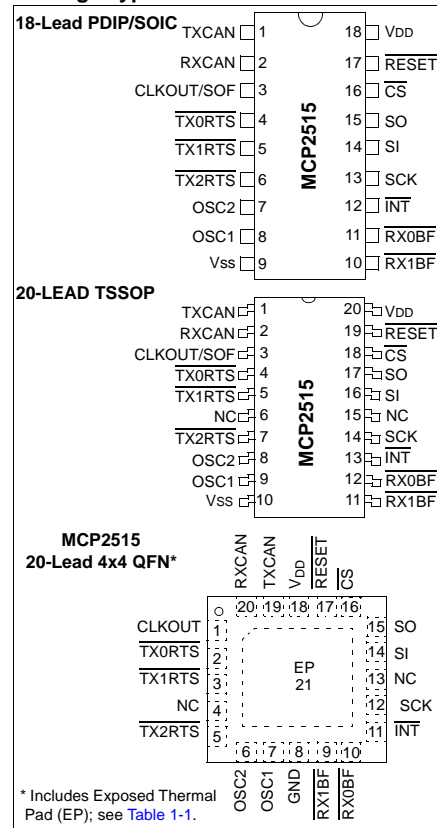 18-Lead PDIP/SOIC
TXCAN 1 18 VDD
RXCAN 2 17 RESET
CLKOUT/SOF 3 16 CS
TX0RTS 4 15 SO
TX1RTS 5 14 SI
TX2RTS 6 13 SCK
OSC2 7 12 INT
OSC1 8 11 RX0BF
Vss 9 10 RX1BF
MCP2515
20-LEAD TSSOP
TXCAN 1 20 VDD
RXCAN 2 19 RESET
CLKOUT/SOF 3 18 CS
TX0RTS 4 17 SO
TX1RTS 5 16 SI
NC 6 15 NC
TX2RTS 7 14 SCK
OSC2 8 13 INT
OSC1 9 12 RX0BF
Vss 10 11 RX1BF
MCP2515
MCP2515
20-Lead 4x4 QFN*
RXCAN TXCAN VDD RESET CS
20 19 18 17 16
CLKOUT 1 15 SO
TX0RTS 2 14 SI
TX1RTS 3 13 NC
NC 4 12 SCK
TX2RTS 5 11 INT
EP
21
6 7 8 9 10
OSC2 OSC1 GND RX1BF RX0BF
* Includes Exposed Thermal
Pad (EP); see Table 1-1.